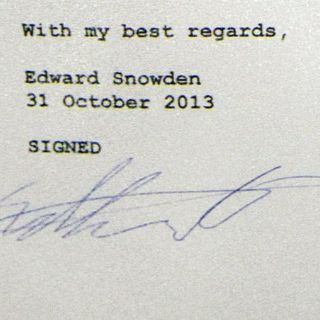 With my best regards,
Edward Snowden
31 October 2013
SIGNED